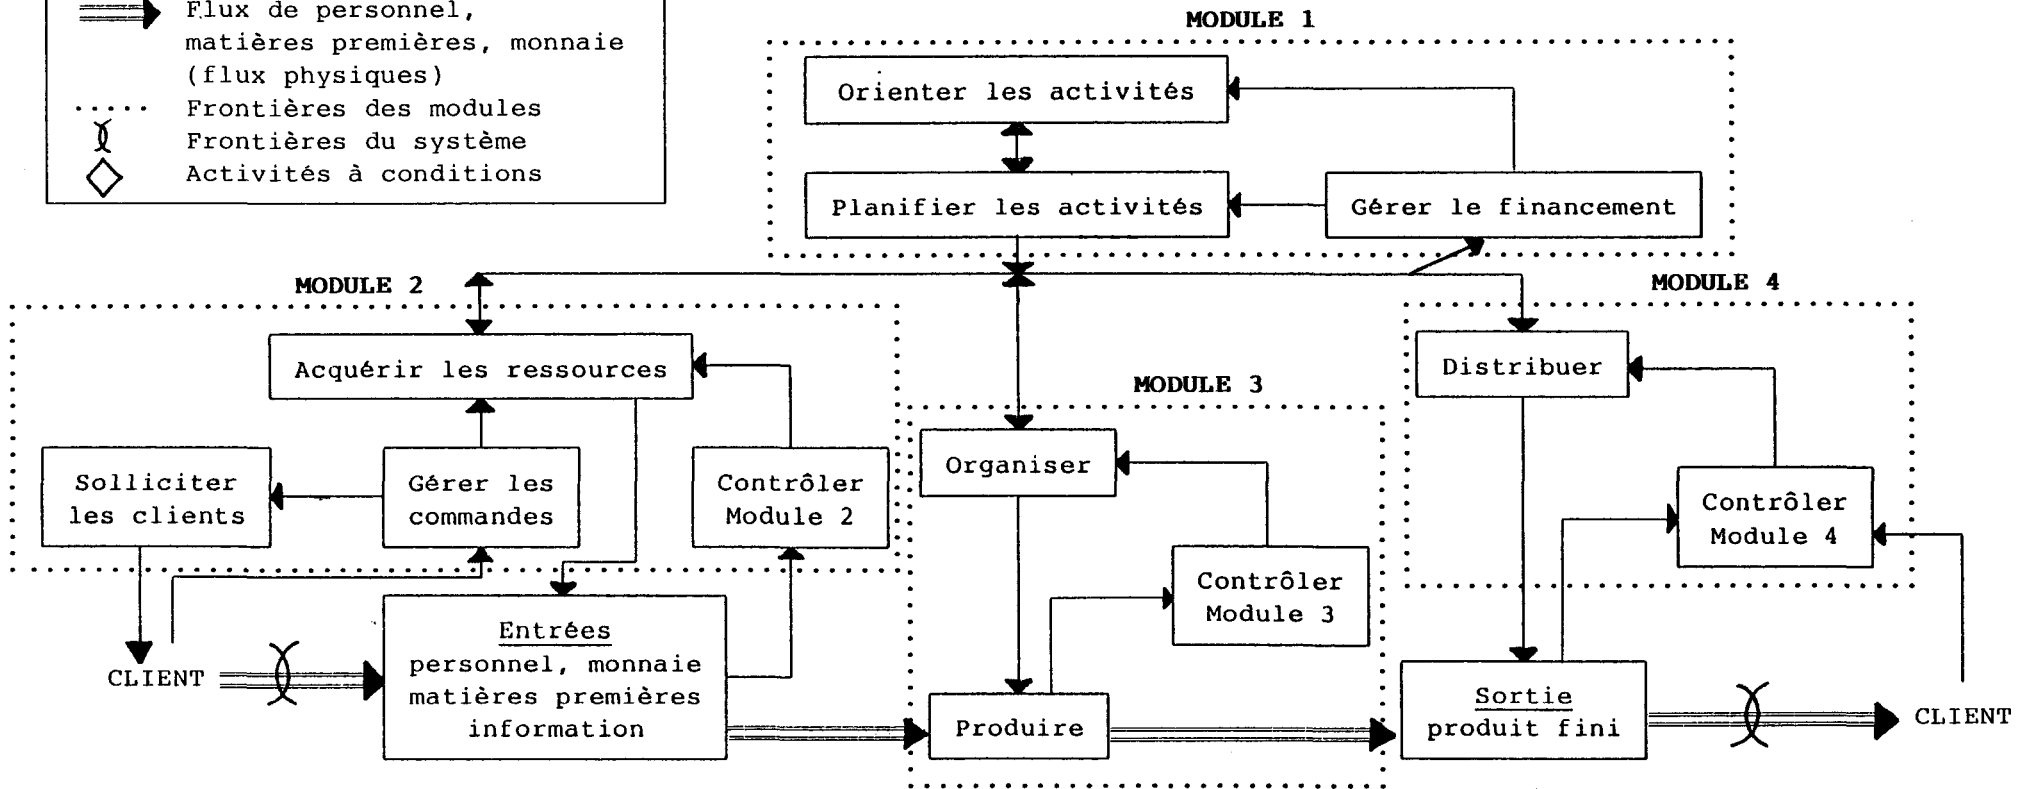 Flux de personnel,
matières premières, monnaie
(flux physiques)
Frontières des modules
Frontières du système
Activités à conditions
MODULE 1
Orienter les activités
Planifier les activités
Gérer le financement
MODULE 2
Acquérir les ressources
Solliciter
les clients
Gérer les
commandes
Contrôler
Module 2
CLIENT
Entrées
personnel, monnaie
matières premières
information
MODULE 3
Organiser
Contrôler
Module 3
Produire
MODULE 4
Distribuer
Contrôler
Module 4
Sortie
produit fini
CLIENT